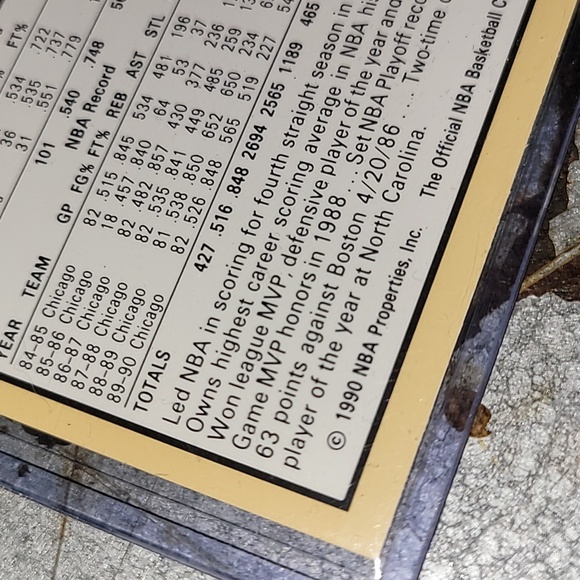 FT%
.534 .722
36 .535 .737
31 .551 .779
101 .540 .748
NBA Record
YEAR TEAM GP FG% FT% REB AST STL
84-85 Chicago 82 .515 .845 534 481 196
85-86 Chicago 18 .457 .840 64 53 37
86-87 Chicago 82 .482 .857 430 377 236
87-88 Chicago 82 .535 .841 449 485 259
88-89 Chicago 81 .538 .850 652 650 234
89-90 Chicago 82 .526 .848 565 519 227
TOTALS 427 .516 .848 2694 2565 1189 465
Led NBA in scoring for fourth straight season in
Owns highest career scoring average in NBA
Won league MVP, defensive player of the year and
Game MVP honors in 1988 ... Set NBA Playoff
63 points against Boston 4/20/86 ... Two-time
player of the year at North Carolina.
© 1990 NBA Properties, Inc. The Official NBA Basketball